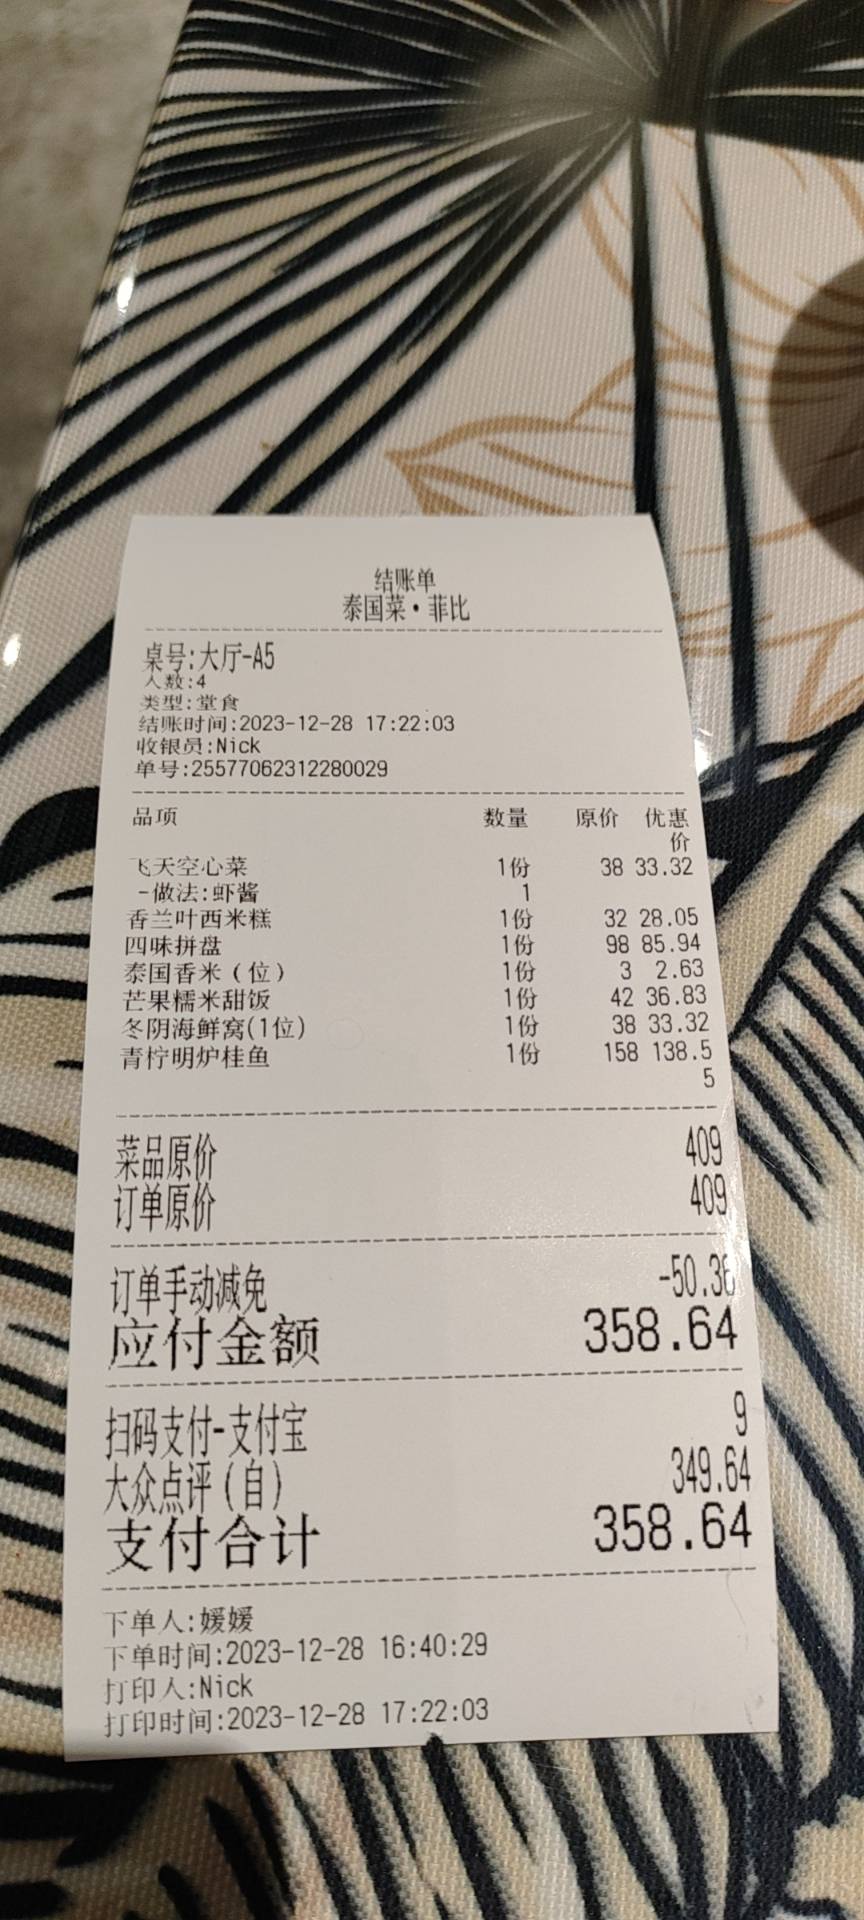 结账单
泰国菜·菲比
桌号:大厅-A5
人数:4
类型:堂食
结账时间:2023-12-28 17:22:03
收银员:Nick
单号:25577062312280029
品项 数量 原价 优惠
价
飞天空心菜 1份 38 33.32
-做法:虾酱 1
香兰叶西米糕 1份 32 28.05
四味拼盘 1份 98 85.94
泰国香米(位) 1份 3 2.63
芒果糯米甜饭 1份 42 36.83
冬阴海鲜窝(1位) 1份 38 33.32
青柠明炉桂鱼 1份 158 138.5
5
菜品原价 409
订单原价 409
订单手动减免 -50.36
应付金额 358.64
扫码支付-支付宝 9
大众点评(自) 349.64
支付合计 358.64
下单人:媛媛
下单时间:2023-12-28 16:40:29
打印人:Nick
打印时间:2023-12-28 17:22:03